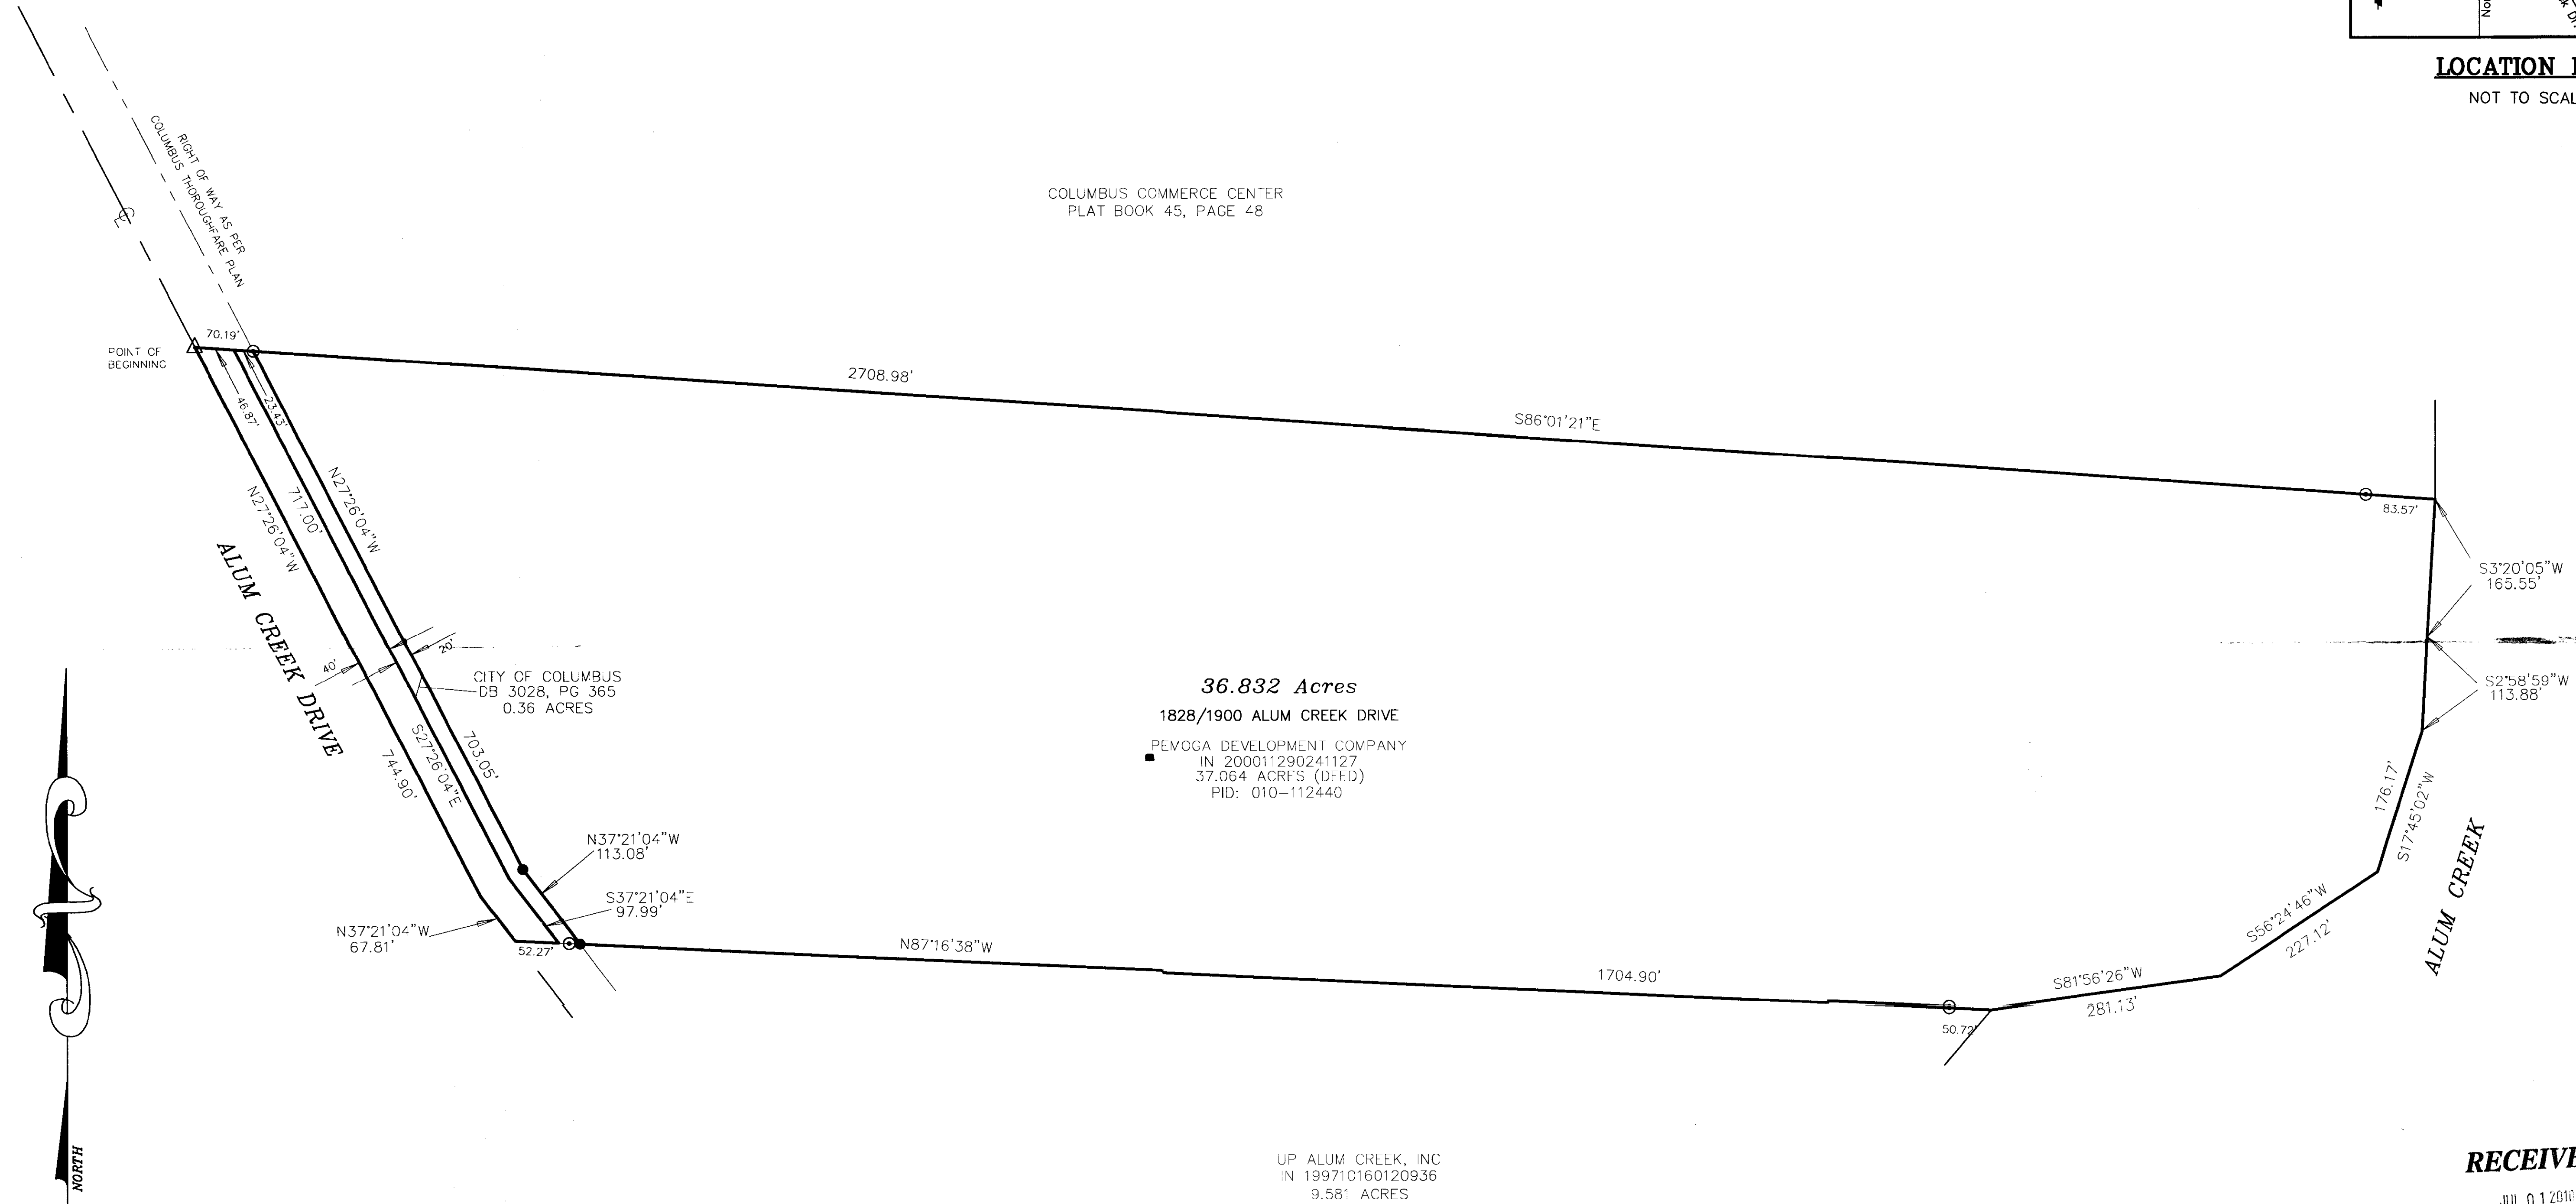 LOCATION
NOT TO SCAL
RIGHT OF WAY AS PER
COLUMBUS THOROUGHFARE PLAN
COLUMBUS COMMERCE CENTER
PLAT BOOK 45, PAGE 48
POINT OF
BEGINNING
70.19'
46.87'
23.43'
2708.98'
S86°01'21"E
83.57'
S3°20'05"W
165.55'
S2°58'59"W
113.88'
176.17'
S17°45'02"W
ALUM CREEK
S56°24'46"W
227.12'
S81°56'26"W
281.13'
50.72'
1704.90'
N87°16'38"W
52.27'
N37°21'04"W
67.81'
S37°21'04"E
97.99'
N37°21'04"W
113.08'
N27°26'04"W
703.05'
717.00'
S27°26'04"E
N27°26'04"W
744.90'
40'
20'
ALUM CREEK DRIVE
CITY OF COLUMBUS
DB 3028, PG 365
0.36 ACRES
36.832 Acres
1828/1900 ALUM CREEK DRIVE
PEMOGA DEVELOPMENT COMPANY
IN 200011290241127
37.064 ACRES (DEED)
PID: 010-112440
NORTH
UP ALUM CREEK, INC
IN 199710160120936
9.581 ACRES
RECEIVE
JUL 01 2010